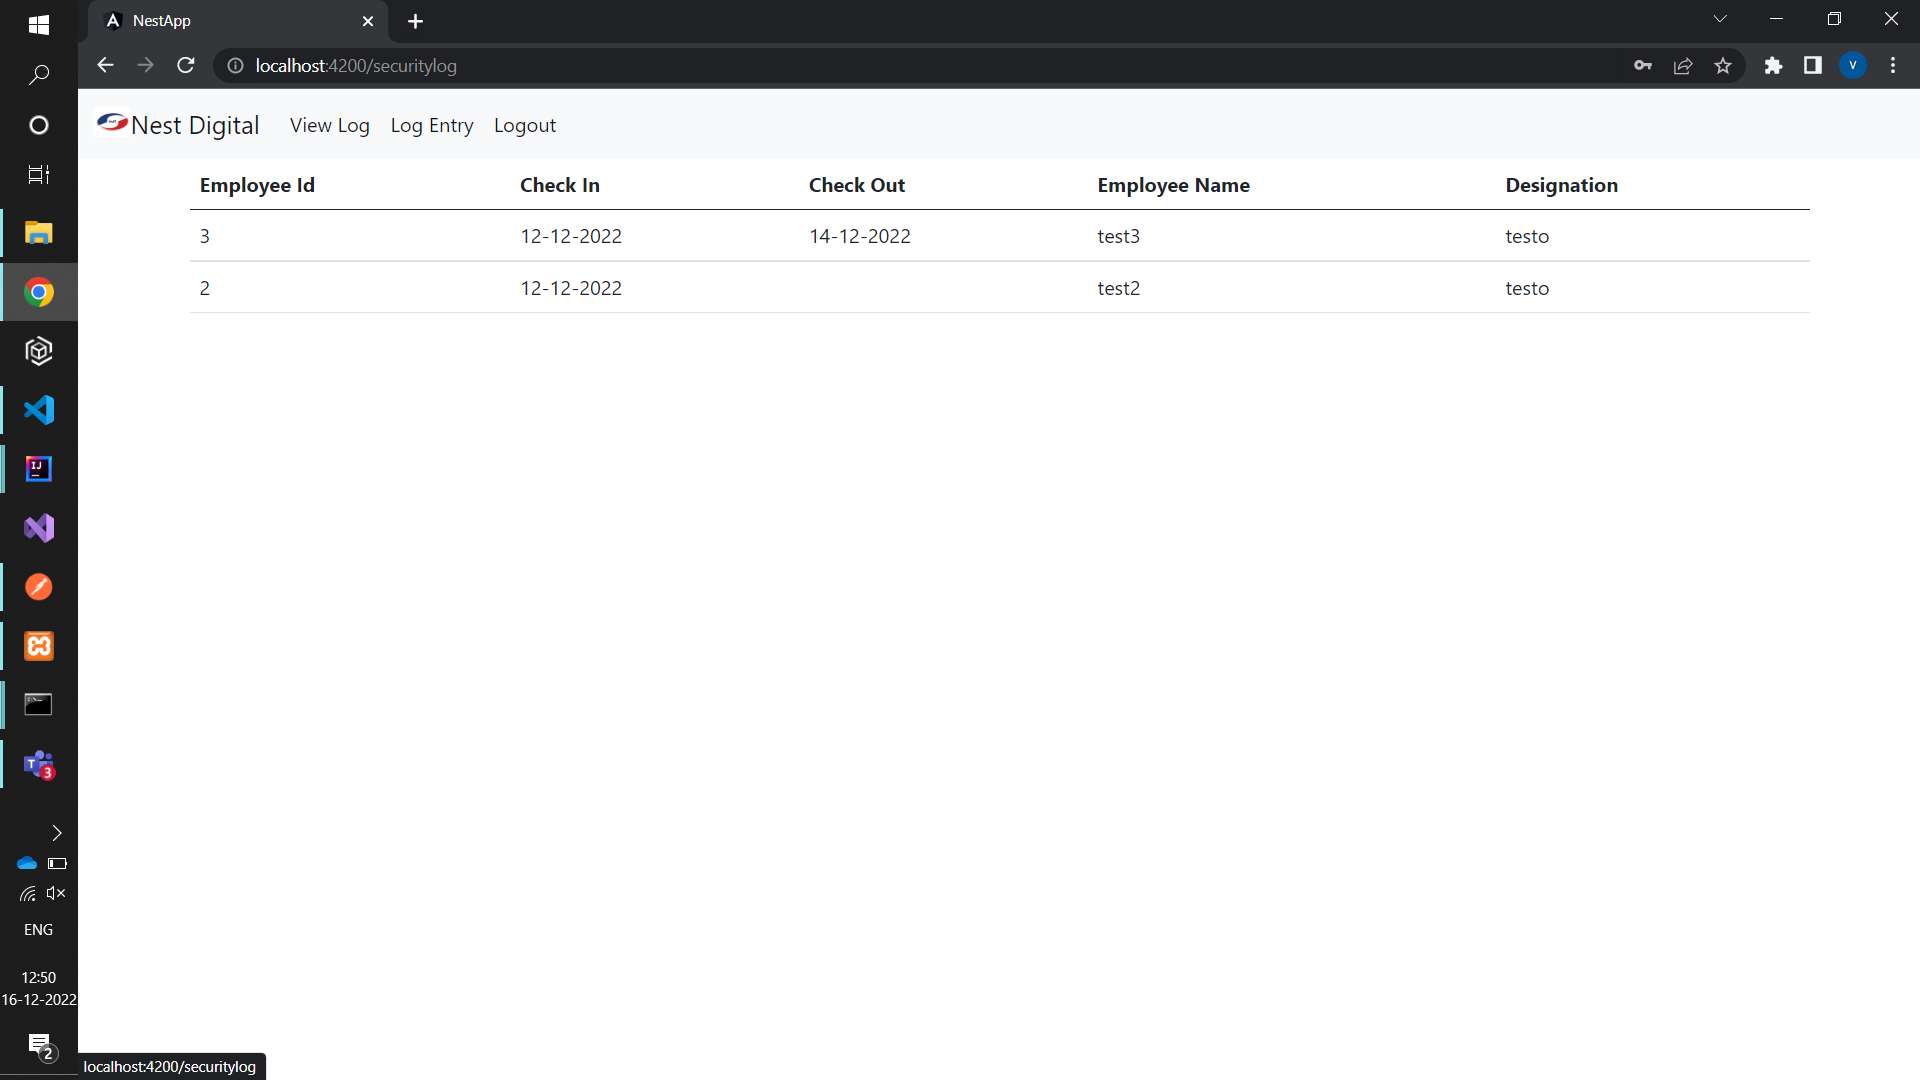 NestApp
localhost:4200/securitylog
V
Nest Digital View Log Log Entry Logout
Employee Id Check In Check Out Employee Name Designation
3 12-12-2022 14-12-2022 test3 testo
2 12-12-2022 test2 testo
IJ
T 3
ENG
12:50
16-12-2022
2
localhost:4200/securitylog